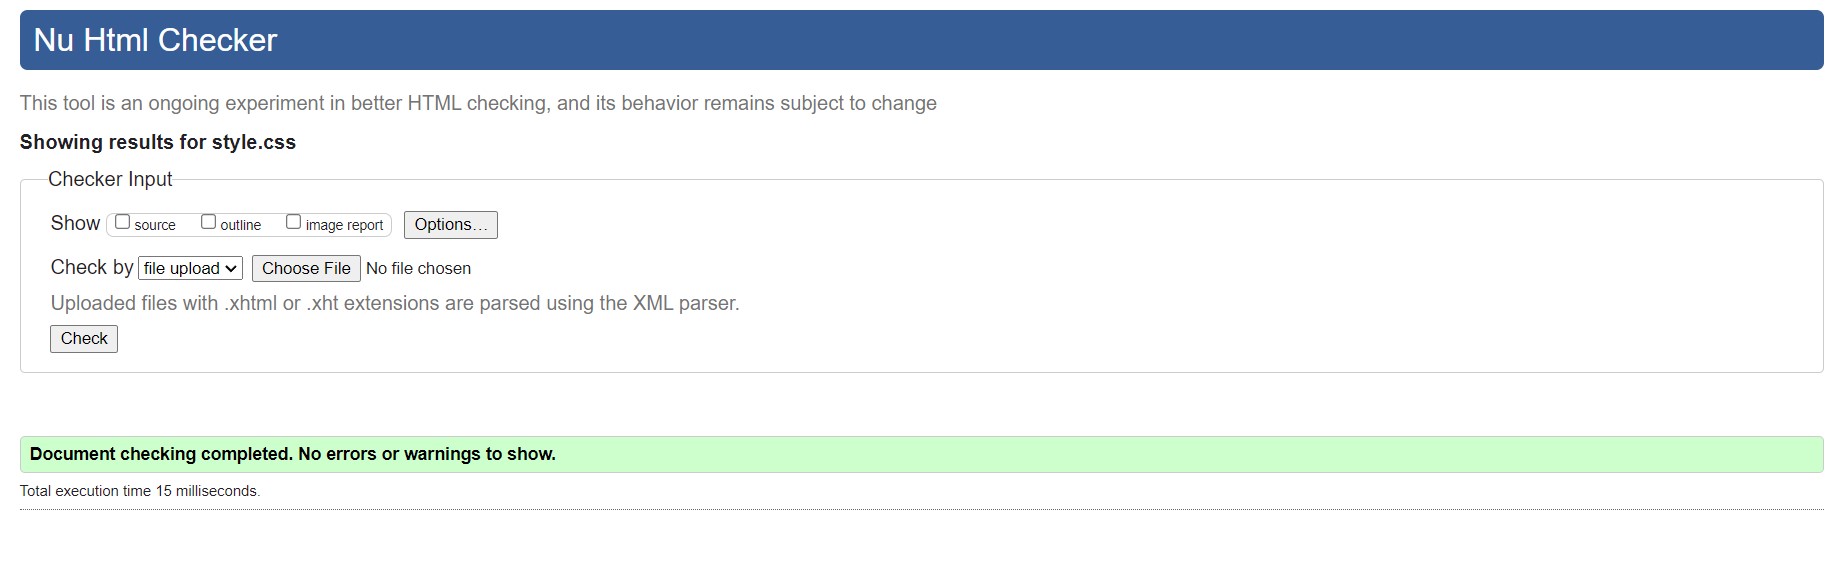 Nu Html Checker
This tool is an ongoing experiment in better HTML checking, and its behavior remains subject to change
Showing results for style.css
Checker Input
Show source outline image report Options...
Check by file upload Choose File No file chosen
Uploaded files with .xhtml or .xht extensions are parsed using the XML parser.
Check
Document checking completed. No errors or warnings to show.
Total execution time 15 milliseconds.